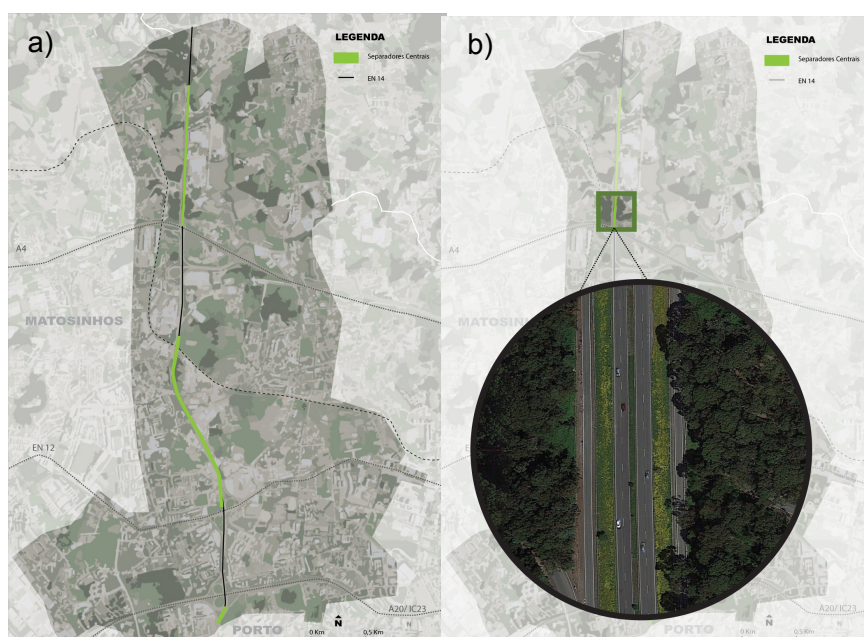 a)
LEGENDA
Separadores Centrais
EN 14
A4
MATOSINHOS
EN 12
A20/ IC23
PORTO
0 Km
N
0,5 Km
b)
LEGENDA
Separadores Centrais
EN 14
A4
MATOSINH
EN 12
A20/ IC23
PORTO
0 Km
N
0,5 Km